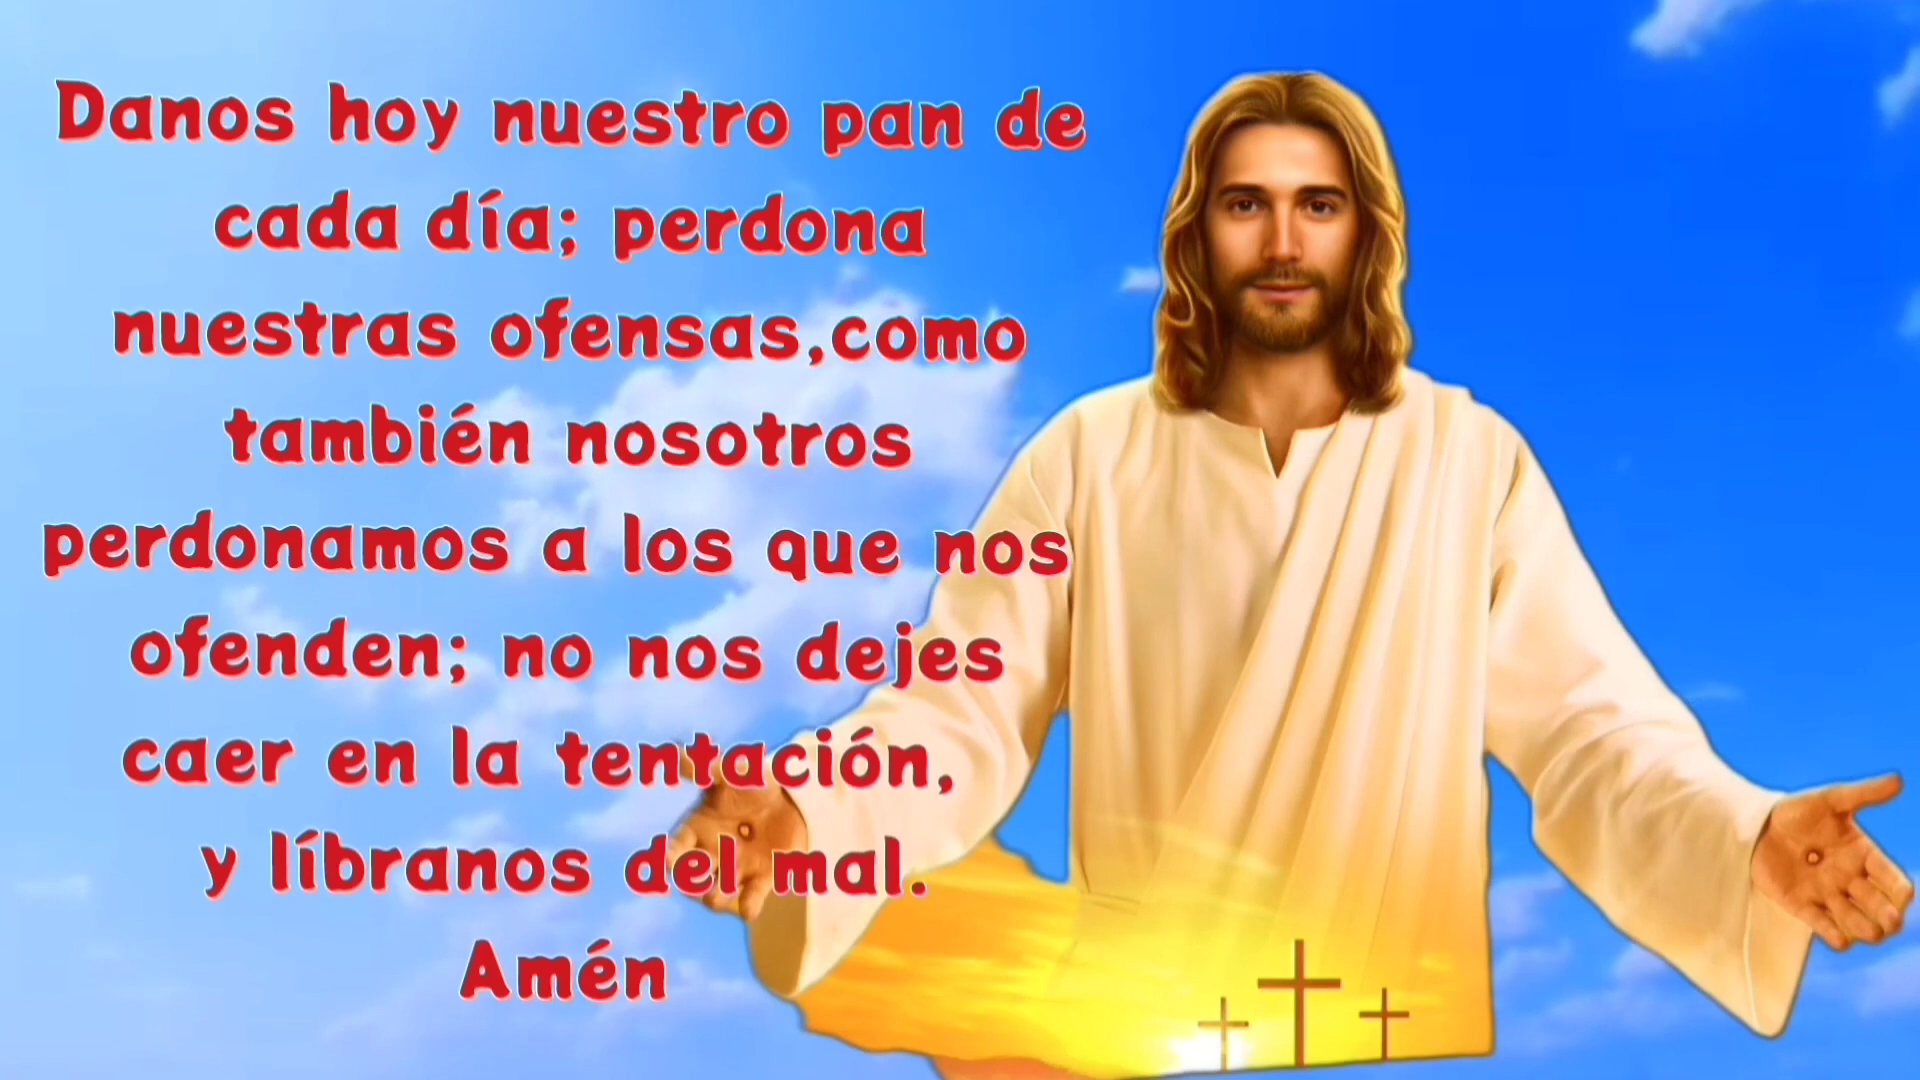 Danos hoy nuestro pan de
cada día; perdona
nuestras ofensas,como
también nosotros
perdonamos a los que nos
ofenden; no nos dejes
caer en la tentación,
y líbranos del mal.
Amén